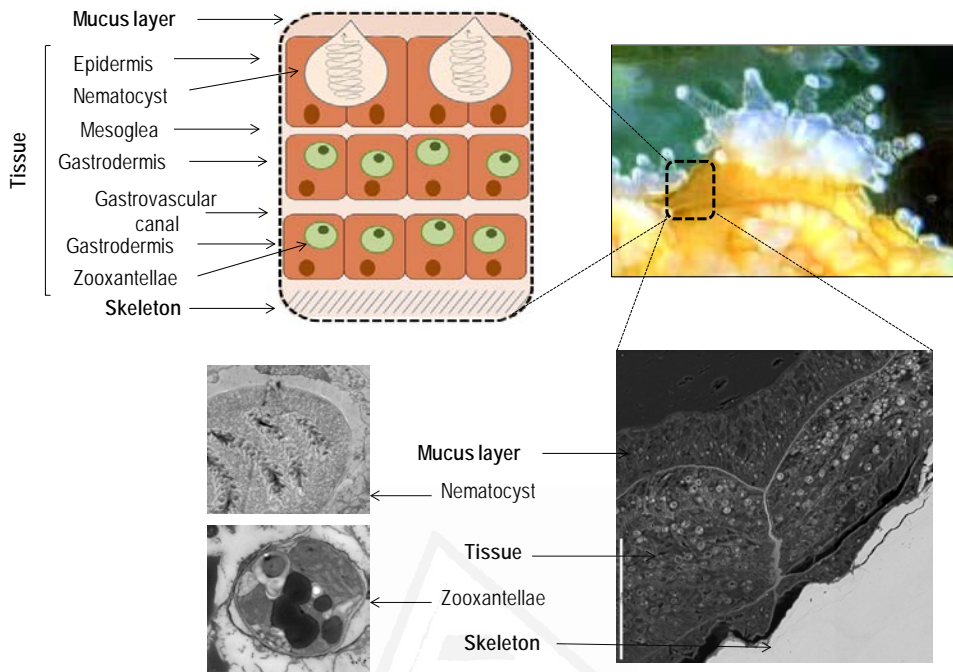 Mucus layer
Tissue
Epidermis
Nematocyst
Mesoglea
Gastrodermis
Gastrovascular
canal
Gastrodermis
Zooxantellae
Skeleton
Mucus layer
Nematocyst
Tissue
Zooxantellae
Skeleton